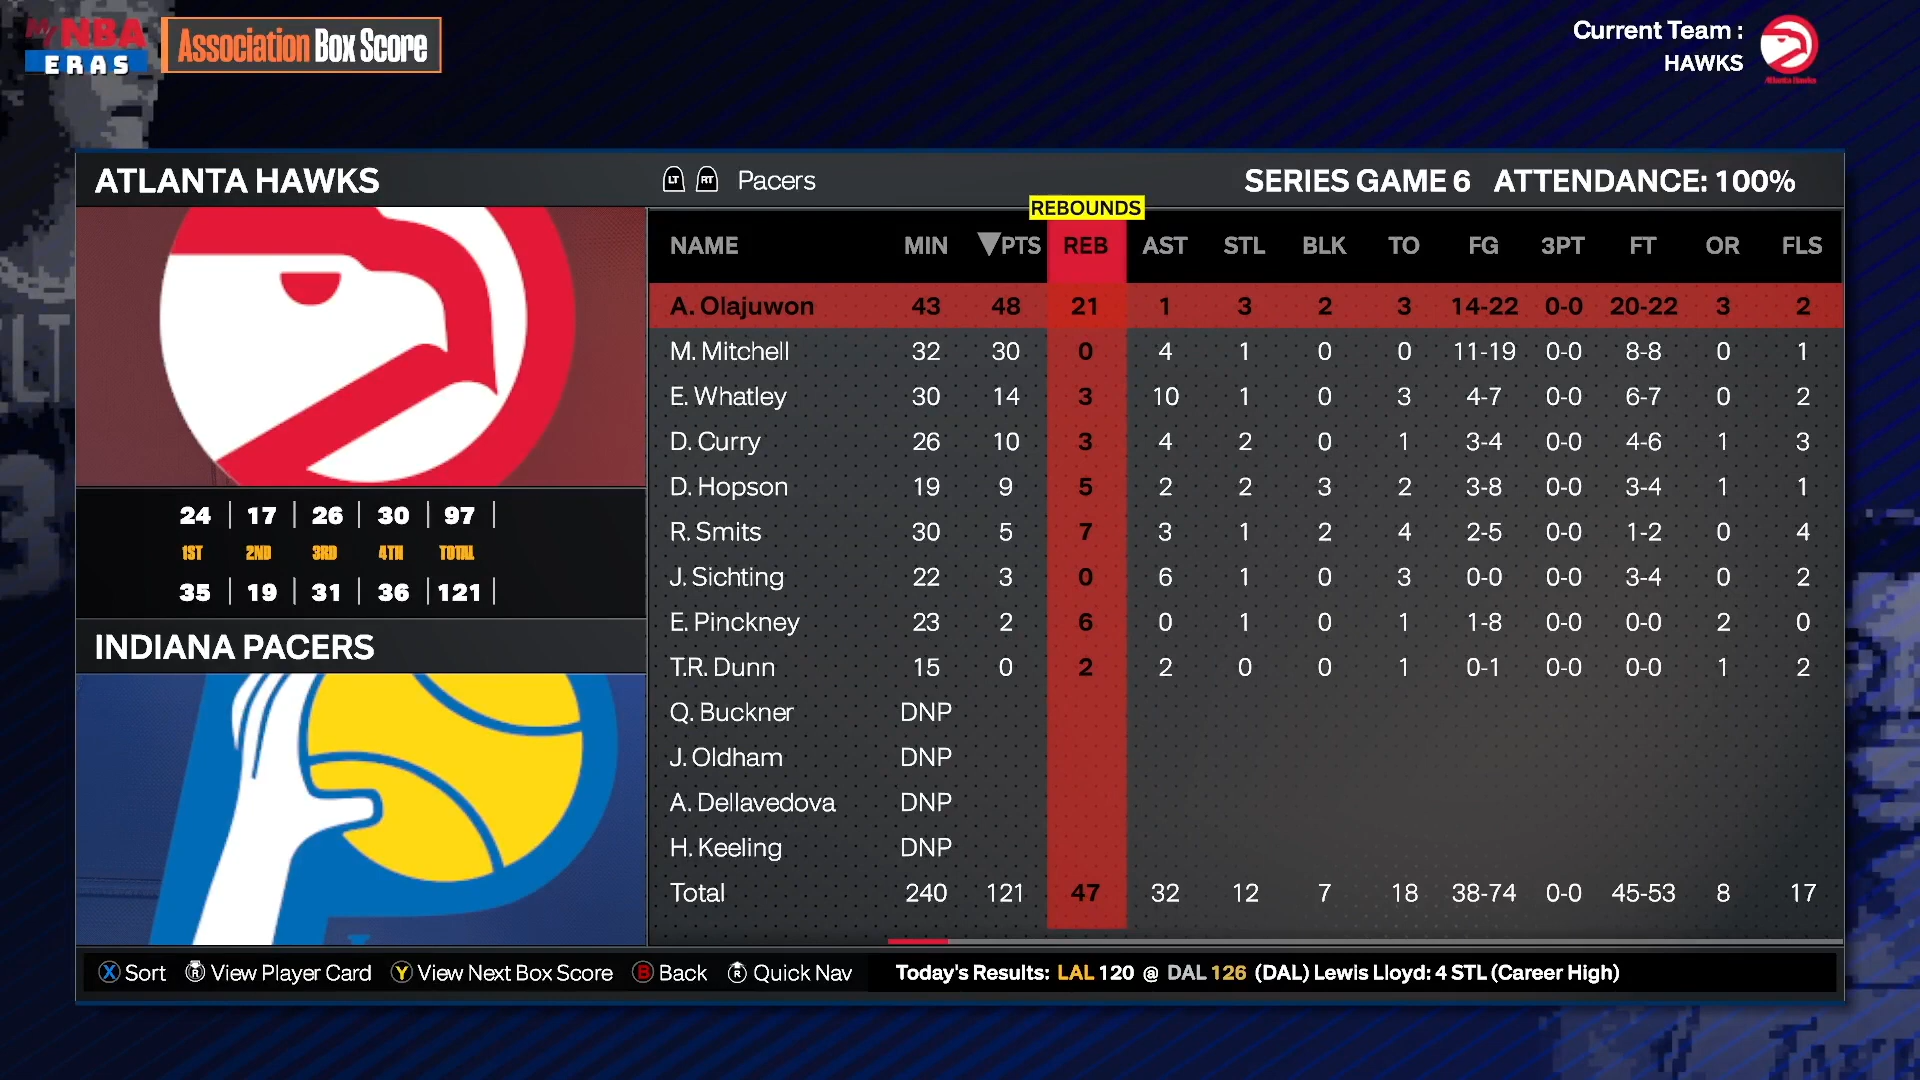 My NBA ERAS
Association Box Score
Current Team :
HAWKS
Atlanta Hawks
ATLANTA HAWKS
LT RT Pacers
SERIES GAME 6 ATTENDANCE: 100%
REBOUNDS
NAME MIN ▼PTS REB AST STL BLK TO FG 3PT FT OR FLS
A. Olajuwon 43 48 21 1 3 2 3 14-22 0-0 20-22 3 2
M. Mitchell 32 30 0 4 1 0 0 11-19 0-0 8-8 0 1
E. Whatley 30 14 3 10 1 0 3 4-7 0-0 6-7 0 2
D. Curry 26 10 3 4 2 0 1 3-4 0-0 4-6 1 3
D. Hopson 19 9 5 2 2 3 2 3-8 0-0 3-4 1 1
R. Smits 30 5 7 3 1 2 4 2-5 0-0 1-2 0 4
J. Sichting 22 3 0 6 1 0 3 0-0 0-0 3-4 0 2
E. Pinckney 23 2 6 0 1 0 1 1-8 0-0 0-0 2 0
T.R. Dunn 15 0 2 2 0 0 1 0-1 0-0 0-0 1 2
Q. Buckner DNP
J. Oldham DNP
A. Dellavedova DNP
H. Keeling DNP
Total 240 121 47 32 12 7 18 38-74 0-0 45-53 8 17
24 | 17 | 26 | 30 | 97 |
1ST 2ND 3RD 4TH TOTAL
35 | 19 | 31 | 36 | 121 |
INDIANA PACERS
X Sort R View Player Card Y View Next Box Score B Back R Quick Nav
Today's Results: LAL 120 @ DAL 126 (DAL) Lewis Lloyd: 4 STL (Career High)